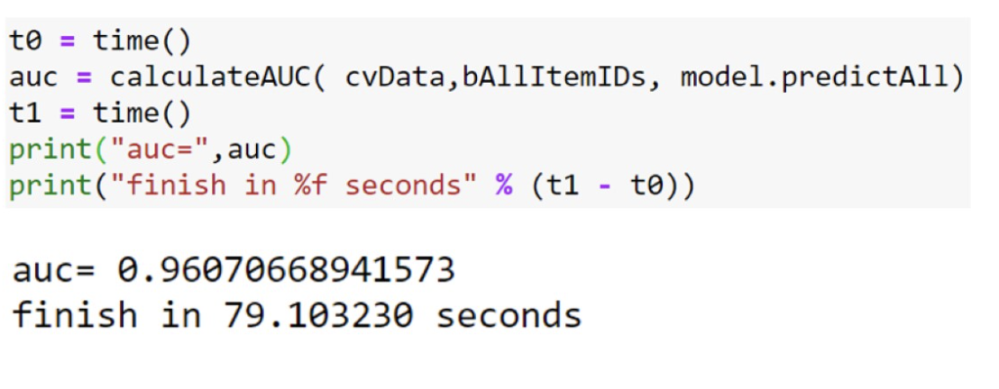 t0 = time()
auc = calculateAUC( cvData,bAllItemIDs, model.predictAll)
t1 = time()
print("auc=",auc)
print("finish in %f seconds" % (t1 - t0))
auc= 0.96070668941573
finish in 79.103230 seconds